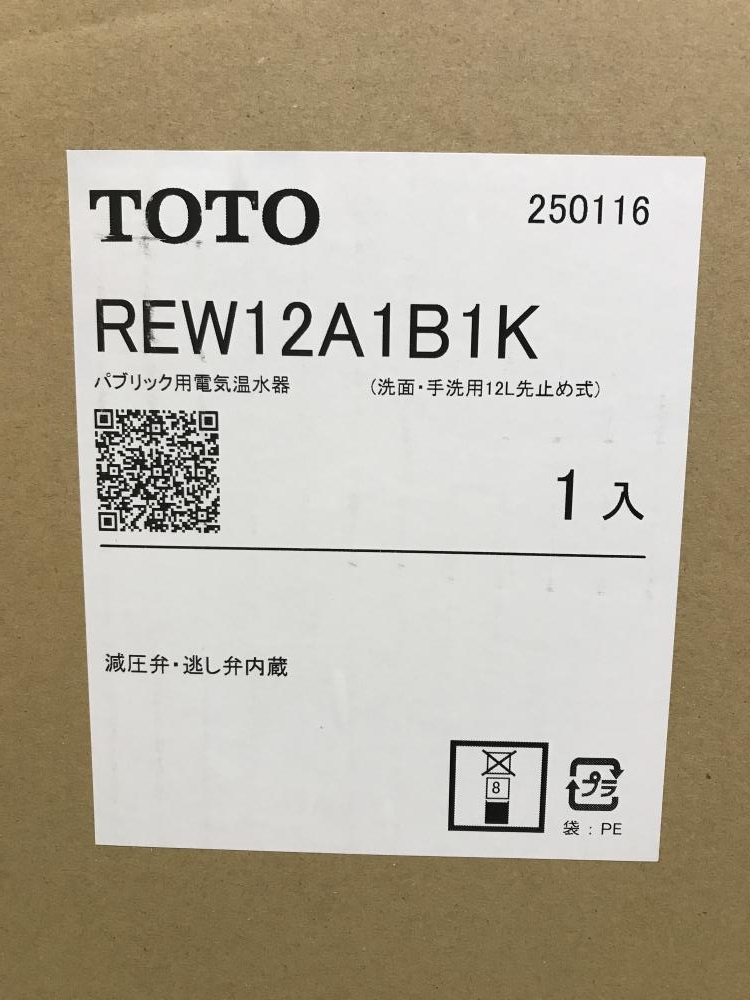 TOTO 250116
REW12A1B1K
パブリック用電気温水器 (洗面・手洗用12L先止め式)
1入
減圧弁・逃し弁内蔵
8
プラ
袋:PE